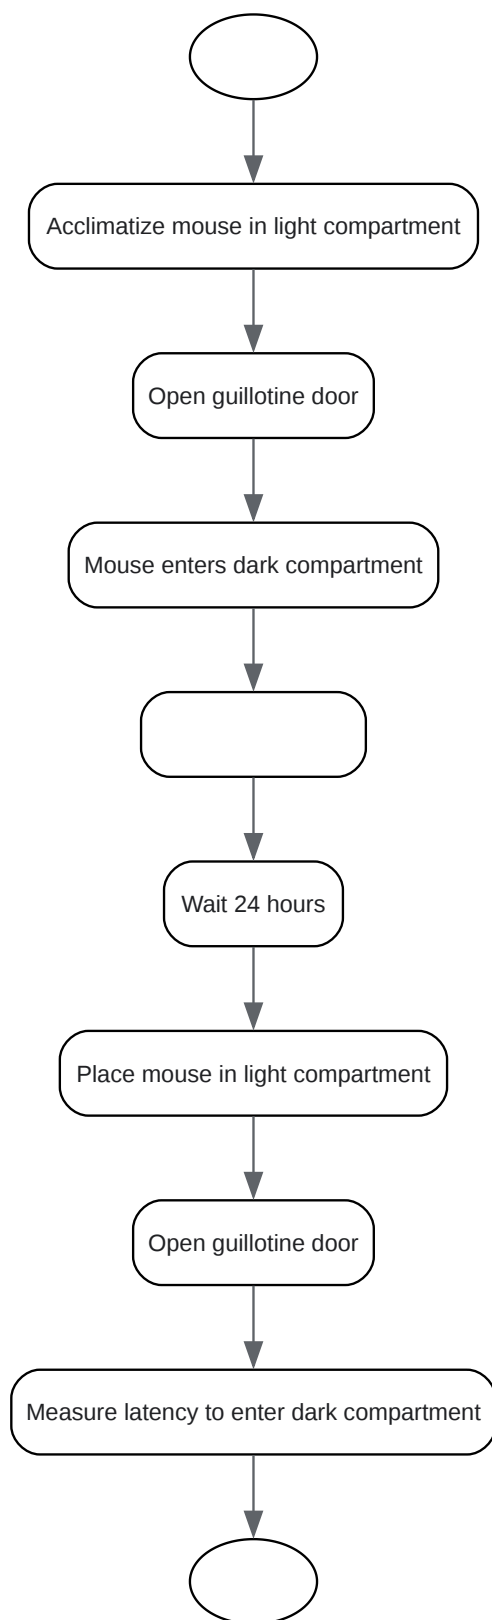 Acclimatize mouse in light compartment
Open guillotine door
Mouse enters dark compartment
Wait 24 hours
Place mouse in light compartment
Open guillotine door
Measure latency to enter dark compartment